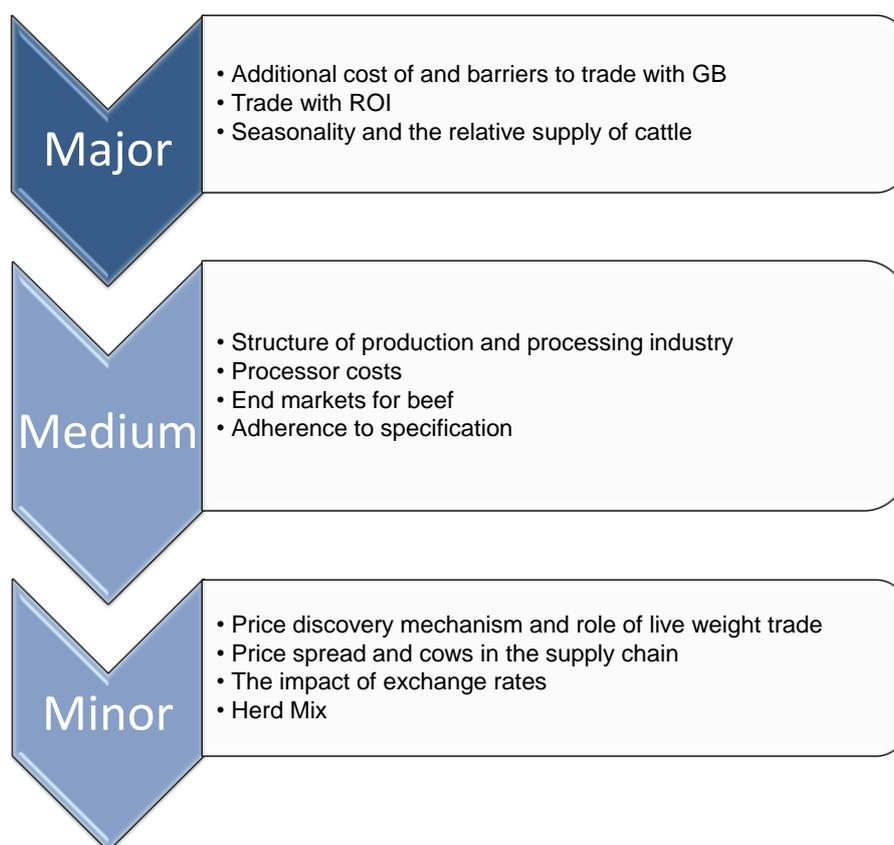 Major
• Additional cost of and barriers to trade with GB
• Trade with ROI
• Seasonality and the relative supply of cattle
Medium
• Structure of production and processing industry
• Processor costs
• End markets for beef
• Adherence to specification
Minor
• Price discovery mechanism and role of live weight trade
• Price spread and cows in the supply chain
• The impact of exchange rates
• Herd Mix